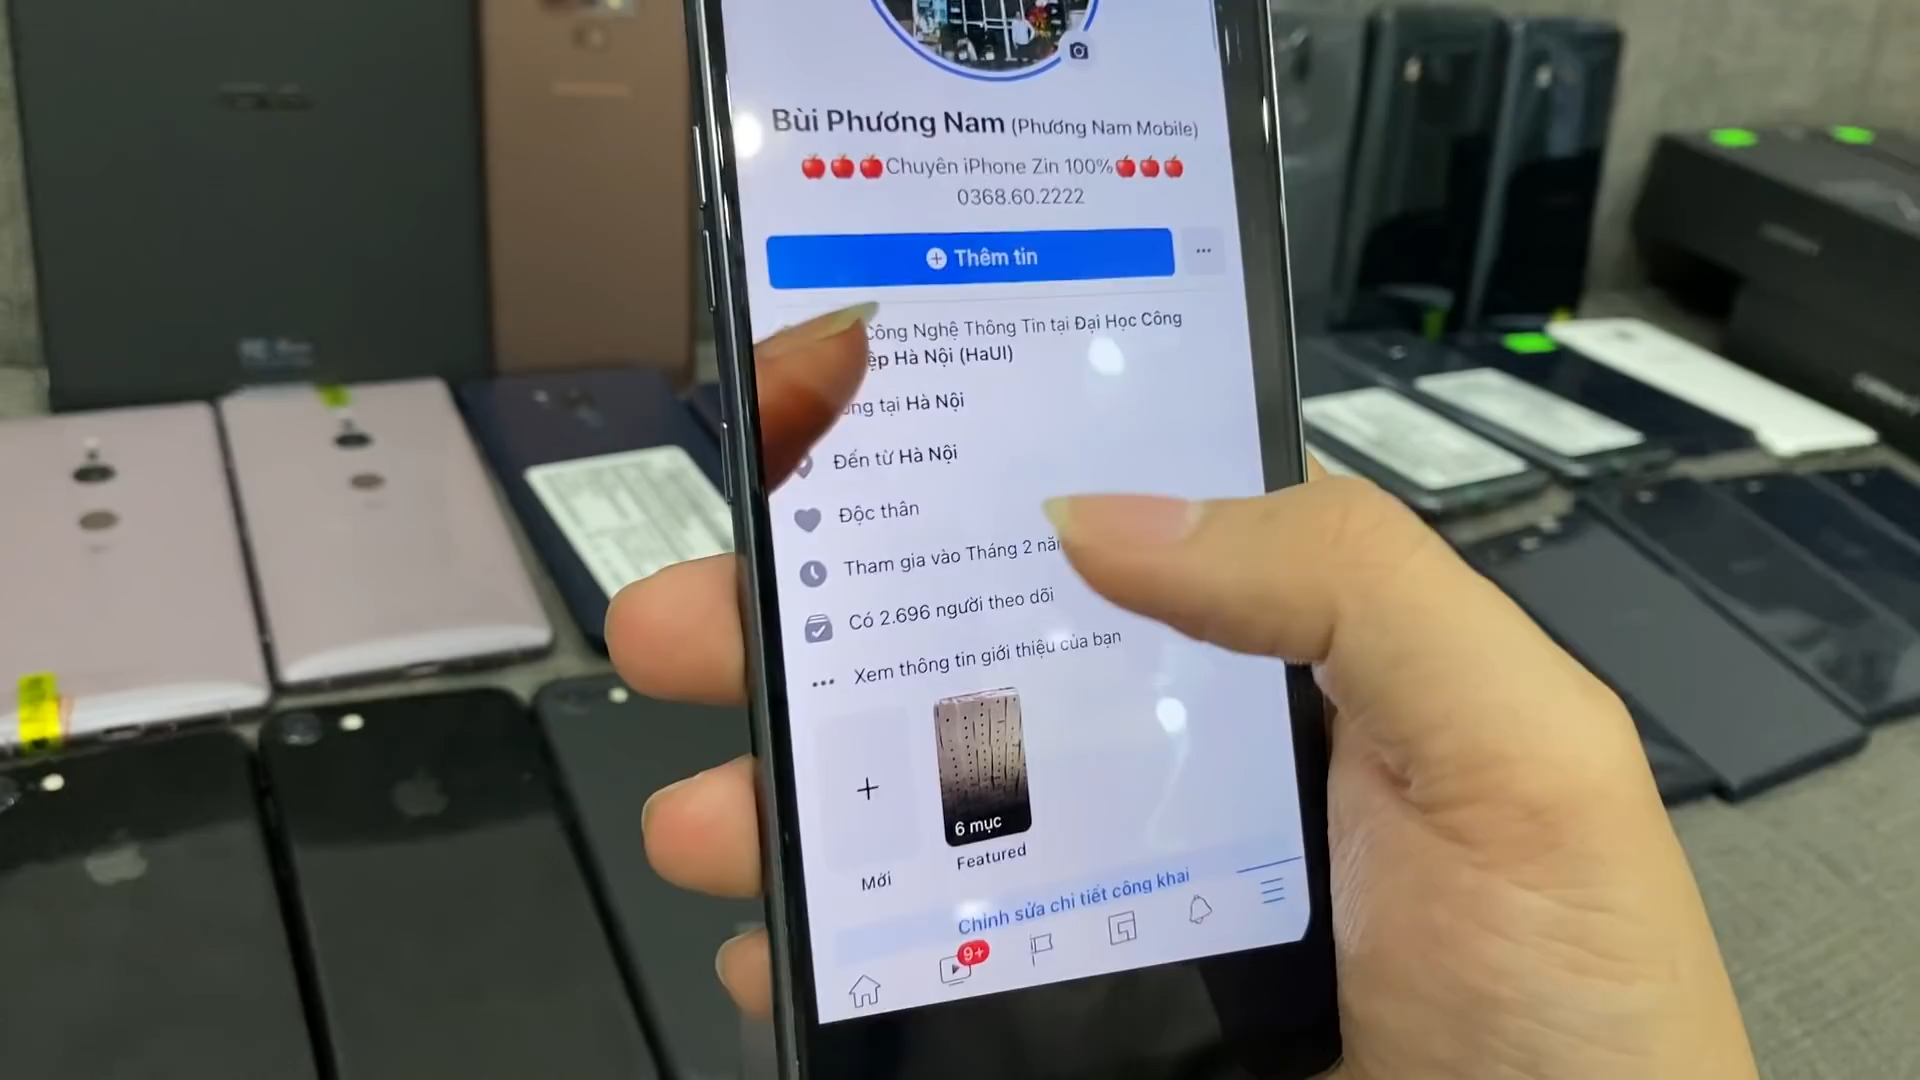 Bùi Phương Nam (Phương Nam Mobile)
🍎🍎🍎Chuyên iPhone Zin 100%🍎🍎🍎
0368.60.2222
Thêm tin
Công Nghệ Thông Tin tại Đại Học Công
ệp Hà Nội (HaUI)
ống tại Hà Nội
Đến từ Hà Nội
Độc thân
Tham gia vào Tháng 2 nă
Có 2.696 người theo dõi
Xem thông tin giới thiệu của bạn
6 mục
Mới
Featured
Chỉnh sửa chi tiết công khai
9+